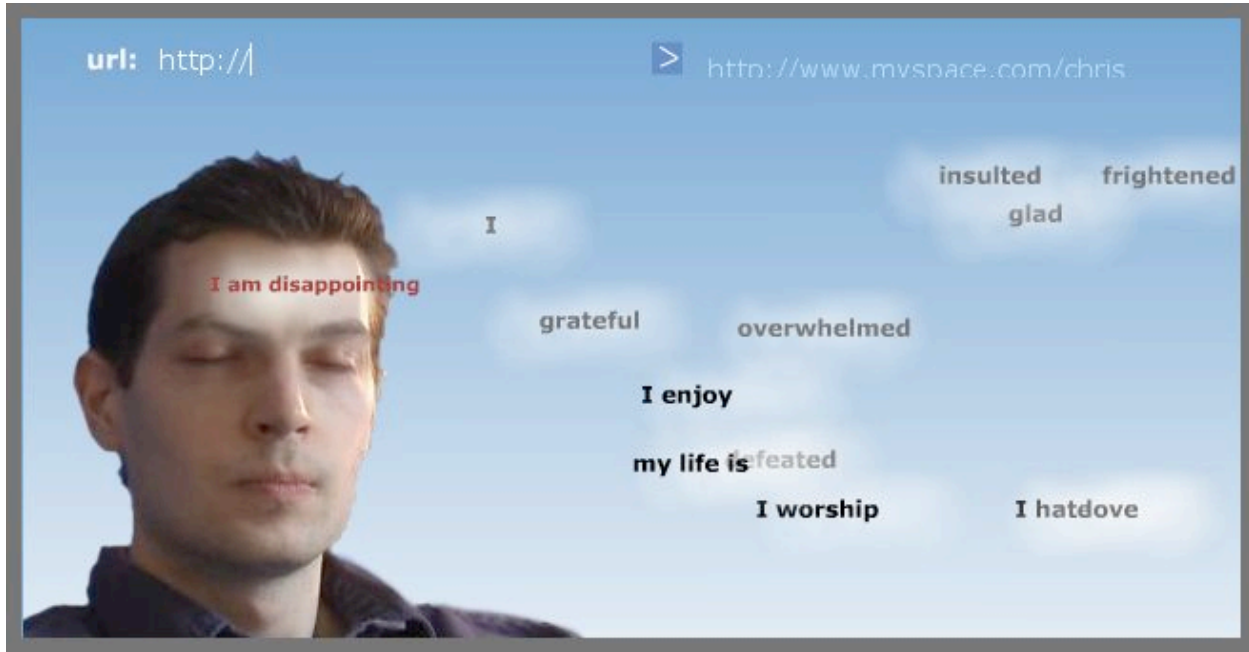 url: http://
> http://www.myspace.com/chris
insulted frightened
glad
I
I am disappointing
grateful overwhelmed
I enjoy
my life is defeated
I worship I hatdove